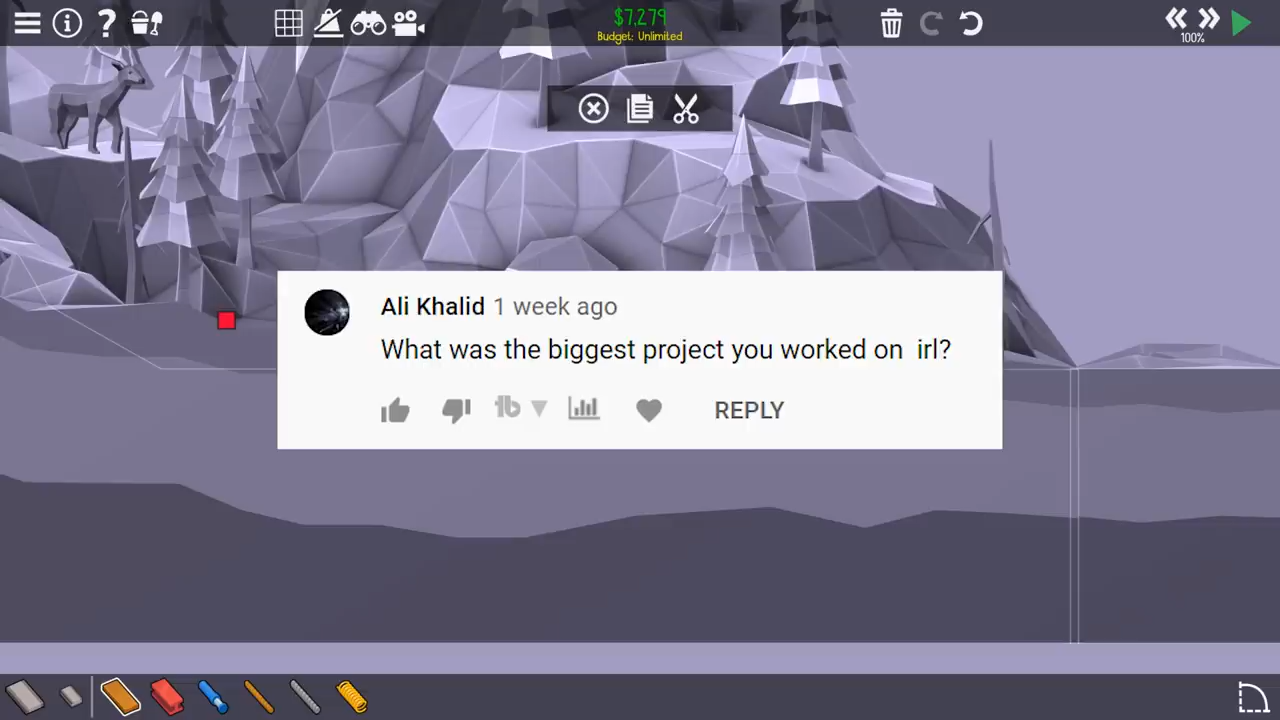 $7,279
Budget: Unlimited
100%
Ali Khalid 1 week ago
What was the biggest project you worked on  irl?
REPLY